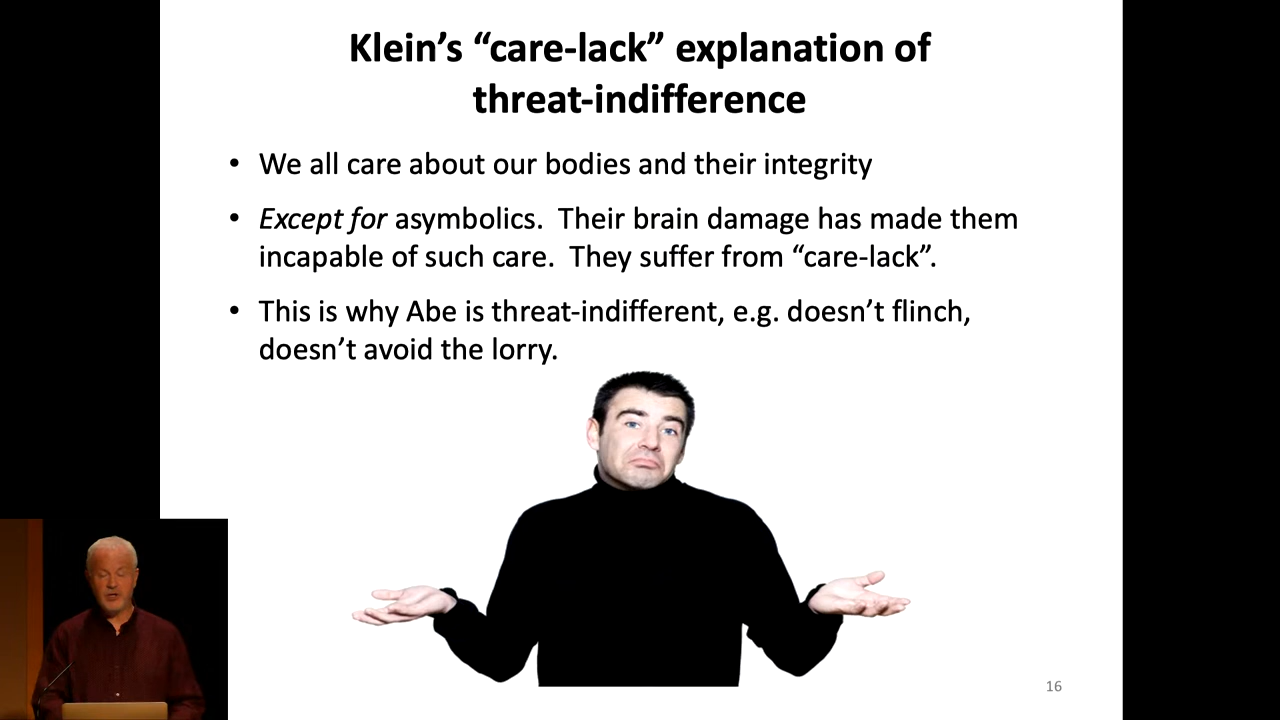 Klein’s “care-lack” explanation of
threat-indifference
• We all care about our bodies and their integrity
• Except for asymbolics.  Their brain damage has made them
incapable of such care.  They suffer from “care-lack”.
• This is why Abe is threat-indifferent, e.g. doesn’t flinch,
doesn’t avoid the lorry.
16